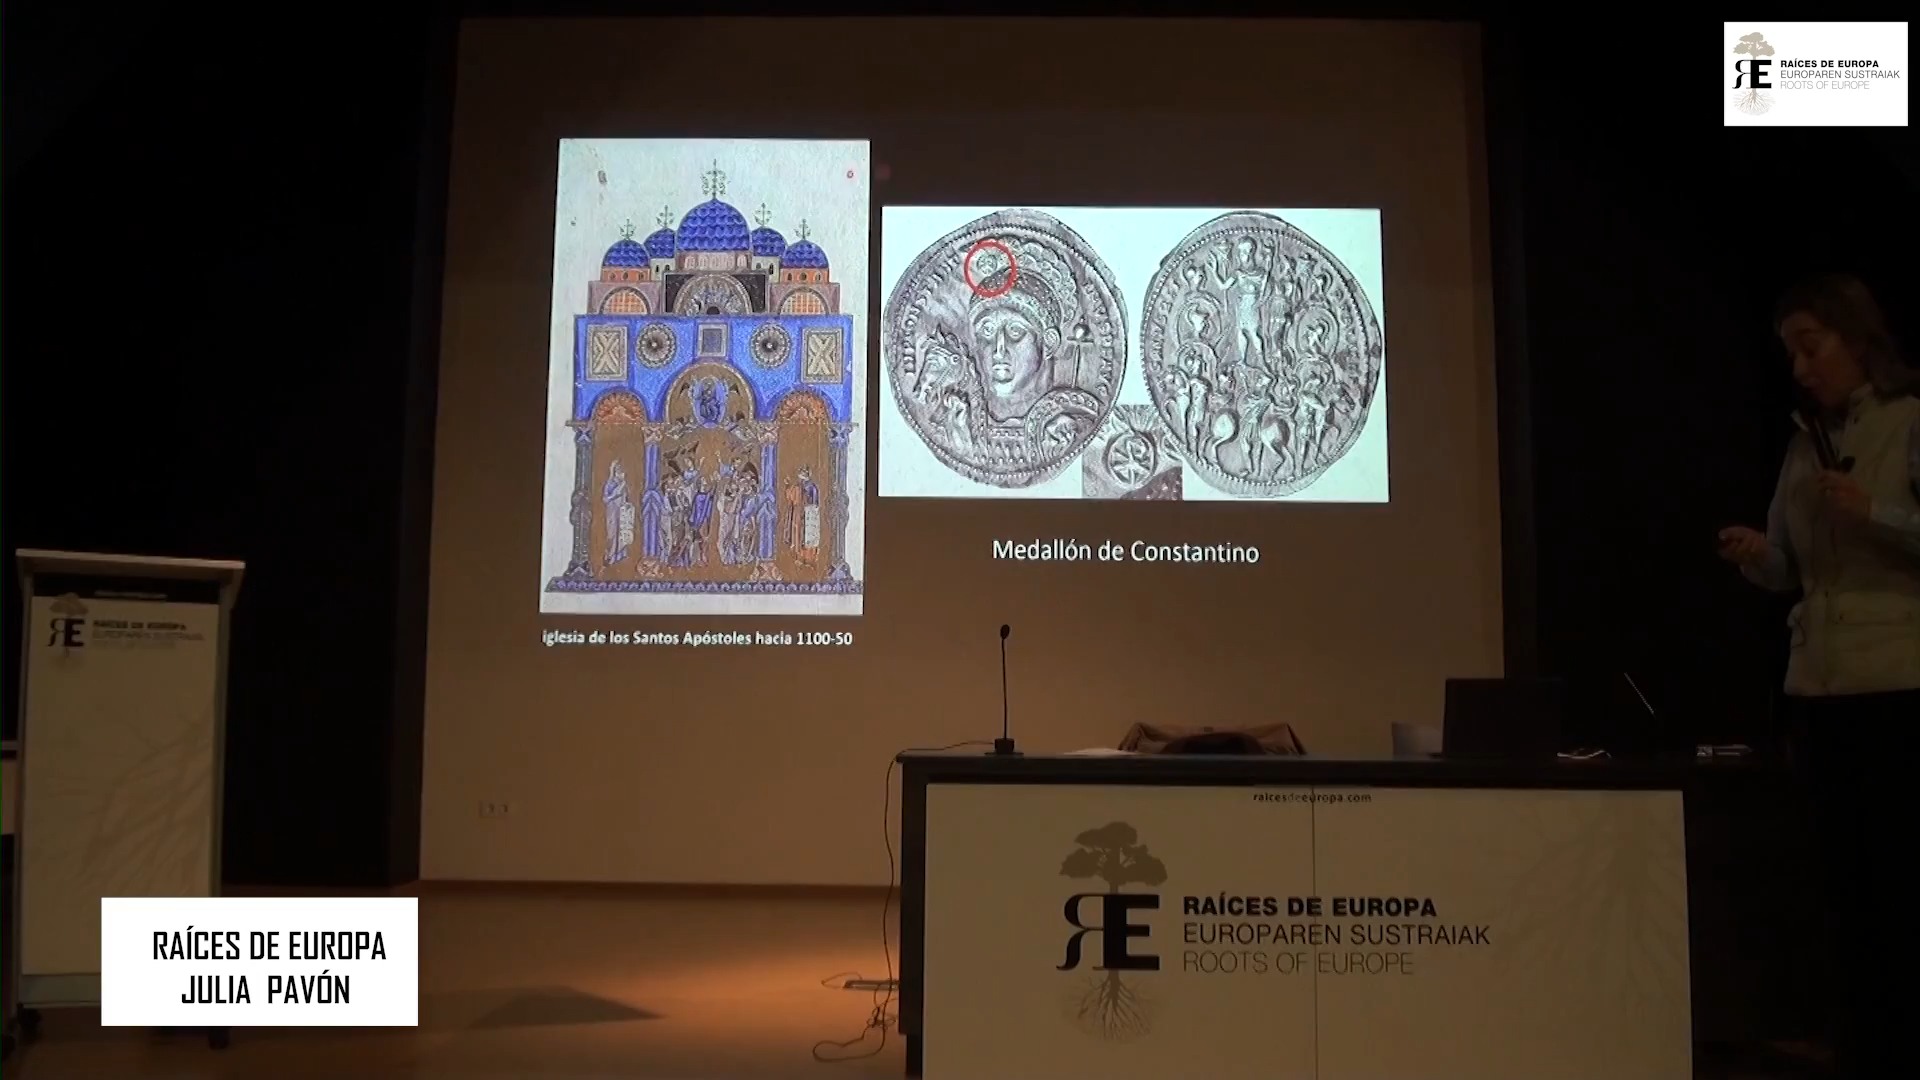 RAÍCES DE EUROPA
EUROPAREN SUSTRAIAK
ROOTS OF EUROPE
Medallón de Constantino
iglesia de los Santos Apóstoles hacia 1100-50
RAÍCES DE EUROPA
EUROPAREN SUSTRAIAK
raicesdeeuropa.com
RE
RAÍCES DE EUROPA
EUROPAREN SUSTRAIAK
ROOTS OF EUROPE
RAÍCES DE EUROPA
JULIA PAVÓN